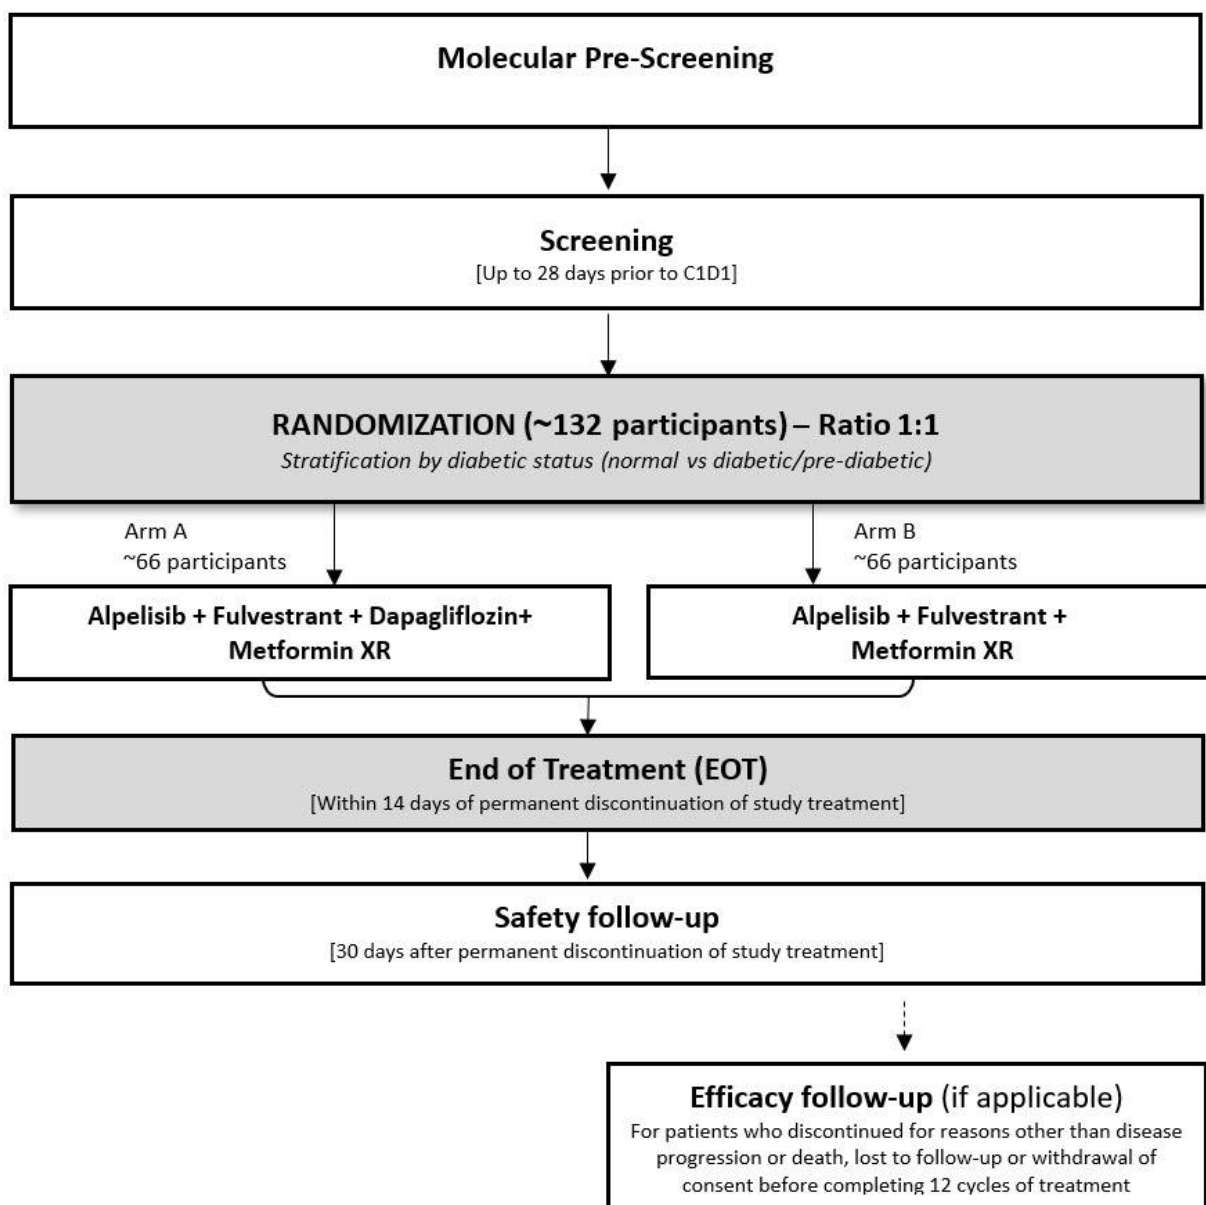 Molecular Pre-Screening
Screening
[Up to 28 days prior to C1D1]
RANDOMIZATION (~132 participants) – Ratio 1:1
Stratification by diabetic status (normal vs diabetic/pre-diabetic)
Arm A
~66 participants
Arm B
~66 participants
Alpelisib + Fulvestrant + Dapagliflozin+
Metformin XR
Alpelisib + Fulvestrant +
Metformin XR
End of Treatment (EOT)
[Within 14 days of permanent discontinuation of study treatment]
Safety follow-up
[30 days after permanent discontinuation of study treatment]
Efficacy follow-up (if applicable)
For patients who discontinued for reasons other than disease
progression or death, lost to follow-up or withdrawal of
consent before completing 12 cycles of treatment